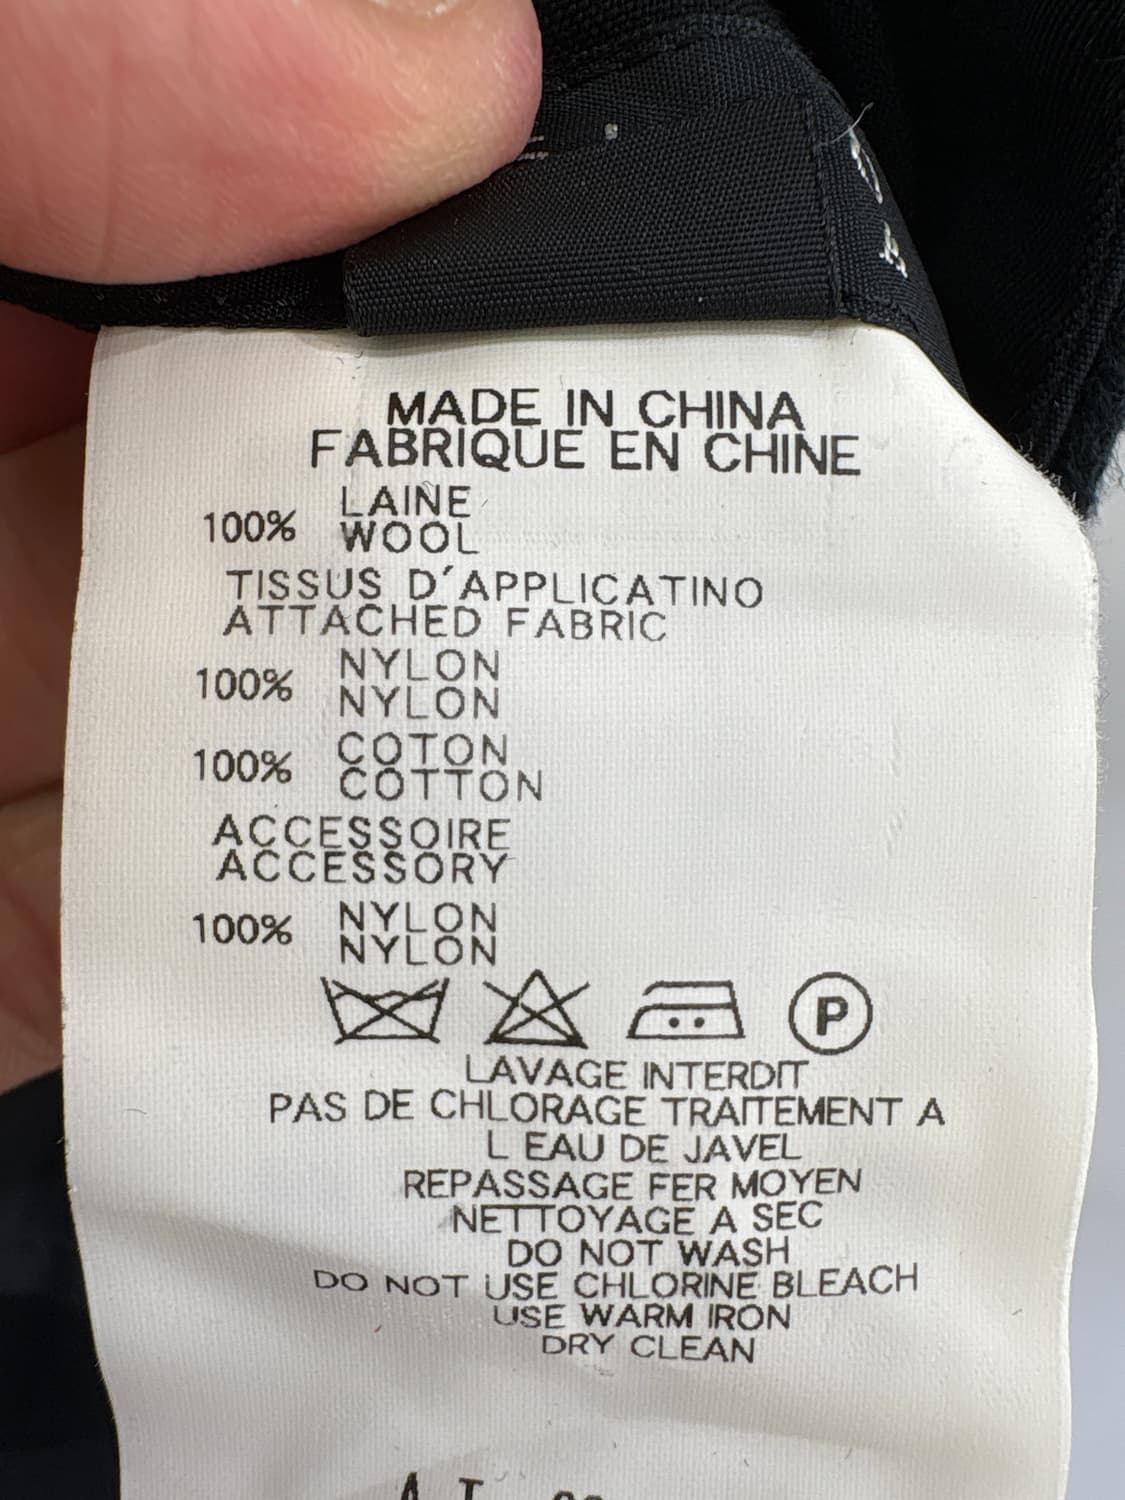 MADE IN CHINA
FABRIQUE EN CHINE
LAINE
100% WOOL
TISSUS D'APPLICATINO
ATTACHED FABRIC
NYLON
100% NYLON
COTON
100% COTTON
ACCESSOIRE
ACCESSORY
NYLON
100% NYLON
P
LAVAGE INTERDIT
PAS DE CHLORAGE TRAITEMENT A
L EAU DE JAVEL
REPASSAGE FER MOYEN
NETTOYAGE A SEC
DO NOT WASH
DO NOT USE CHLORINE BLEACH
USE WARM IRON
DRY CLEAN